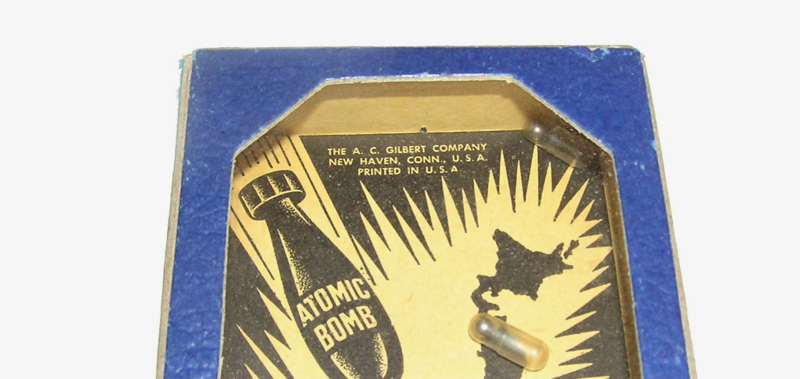 THE A. C. GILBERT COMPANY
NEW HAVEN, CONN., U. S. A.
PRINTED IN U. S. A
ATOMIC
BOMB